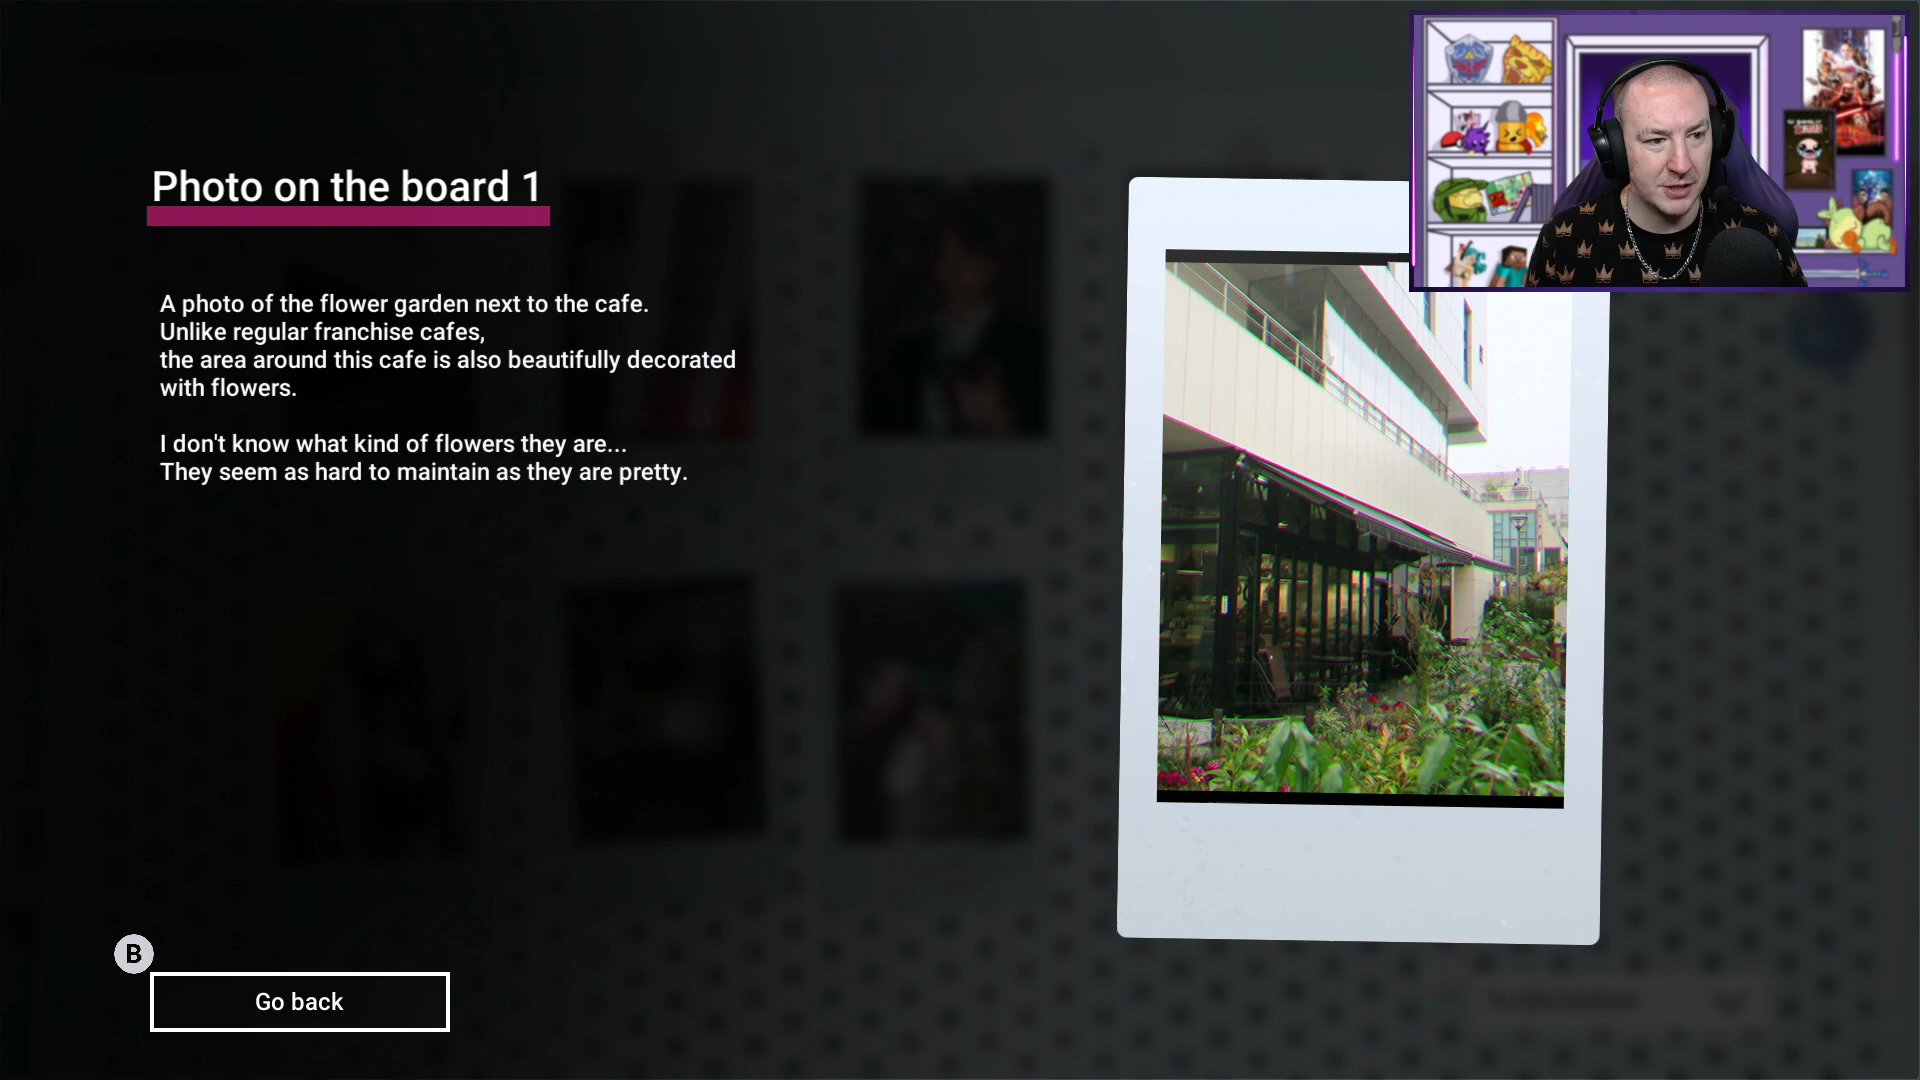 Photo on the board 1
A photo of the flower garden next to the cafe.
Unlike regular franchise cafes,
the area around this cafe is also beautifully decorated
with flowers.
I don't know what kind of flowers they are...
They seem as hard to maintain as they are pretty.
B
Go back